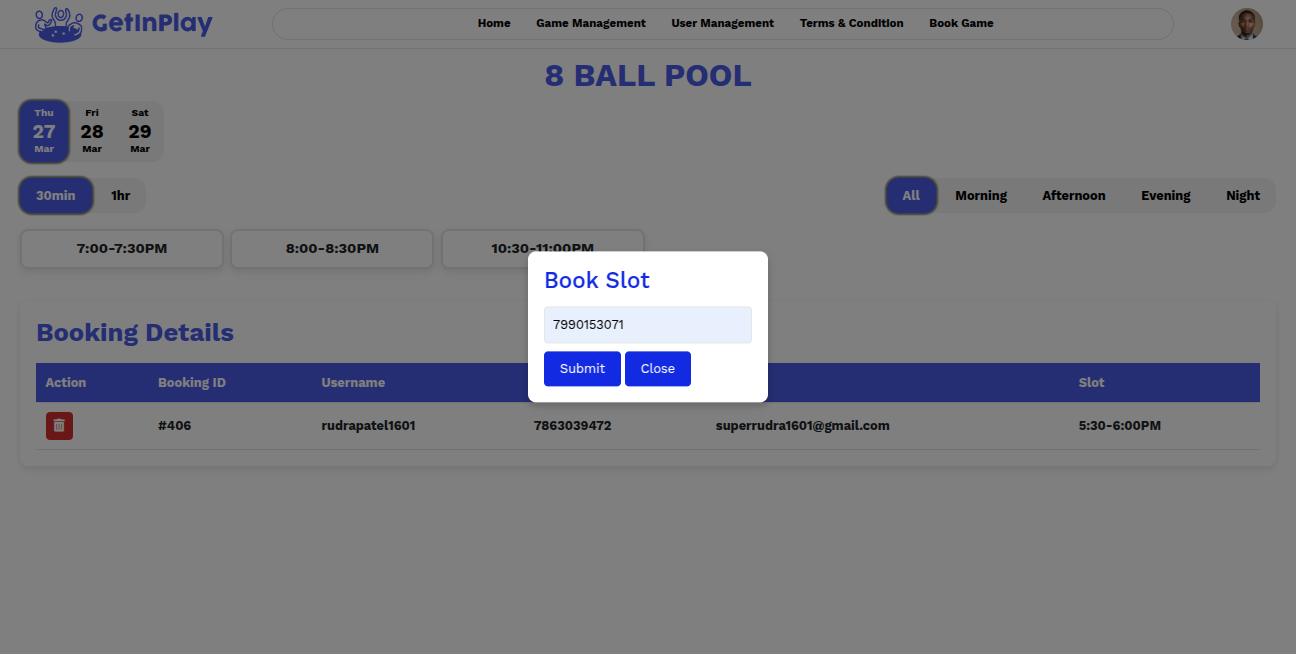 GetInPlay
Home Game Management User Management Terms & Condition Book Game
8 BALL POOL
Thu Fri Sat
27 28 29
Mar Mar Mar
30min 1hr All Morning Afternoon Evening Night
7:00-7:30PM 8:00-8:30PM 10:30-11:00PM
Book Slot
7990153071
Submit Close
Booking Details
Action Booking ID Username Slot
#406 rudrapatel1601 7863039472 superrudra1601@gmail.com 5:30-6:00PM